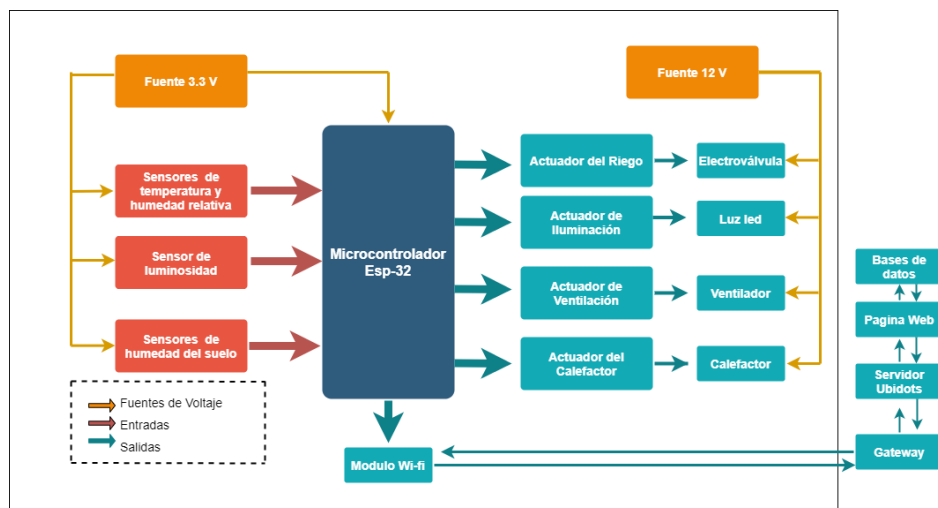 Fuente 3.3 V
Fuente 12 V
Sensores de
temperatura y
humedad relativa
Sensor de
luminosidad
Sensores de
humedad del suelo
Microcontrolador
Esp-32
Actuador del Riego
Electroválvula
Actuador de
Iluminación
Luz led
Actuador de
Ventilación
Ventilador
Actuador del
Calefactor
Calefactor
Bases de
datos
Pagina Web
Servidor
Ubidots
Gateway
Modulo Wi-fi
Fuentes de Voltaje
Entradas
Salidas